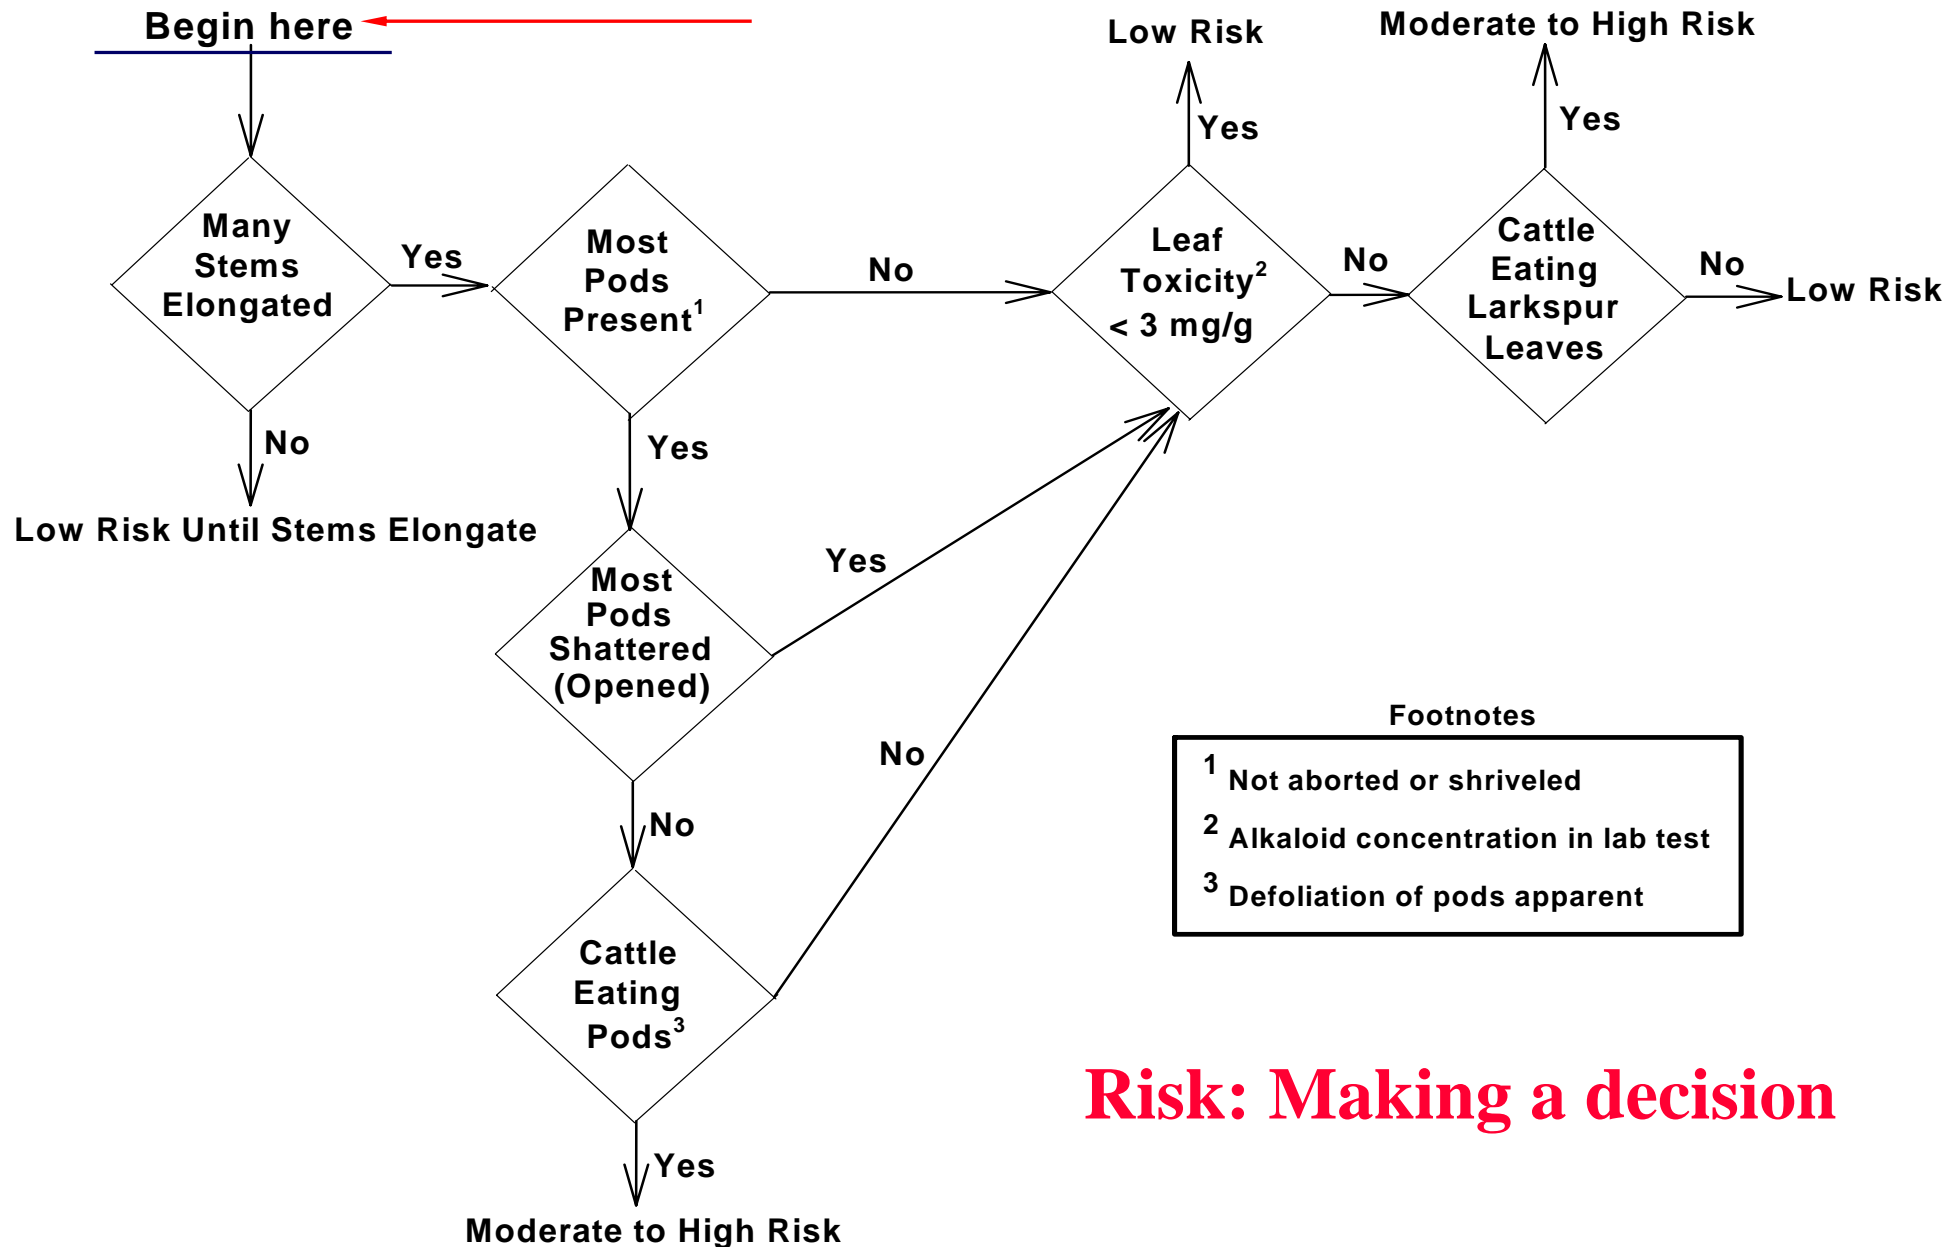 Begin here
Many
Stems
Elongated
Yes
No
Low Risk Until Stems Elongate
Most
Pods
Present1
No
Yes
Most
Pods
Shattered
(Opened)
Yes
No
Cattle
Eating
Pods3
No
Yes
Moderate to High Risk
Low Risk
Yes
Leaf
Toxicity2
< 3 mg/g
No
Moderate to High Risk
Yes
Cattle
Eating
Larkspur
Leaves
No
Low Risk
Footnotes
1 Not aborted or shriveled
2 Alkaloid concentration in lab test
3 Defoliation of pods apparent
Risk: Making a decision